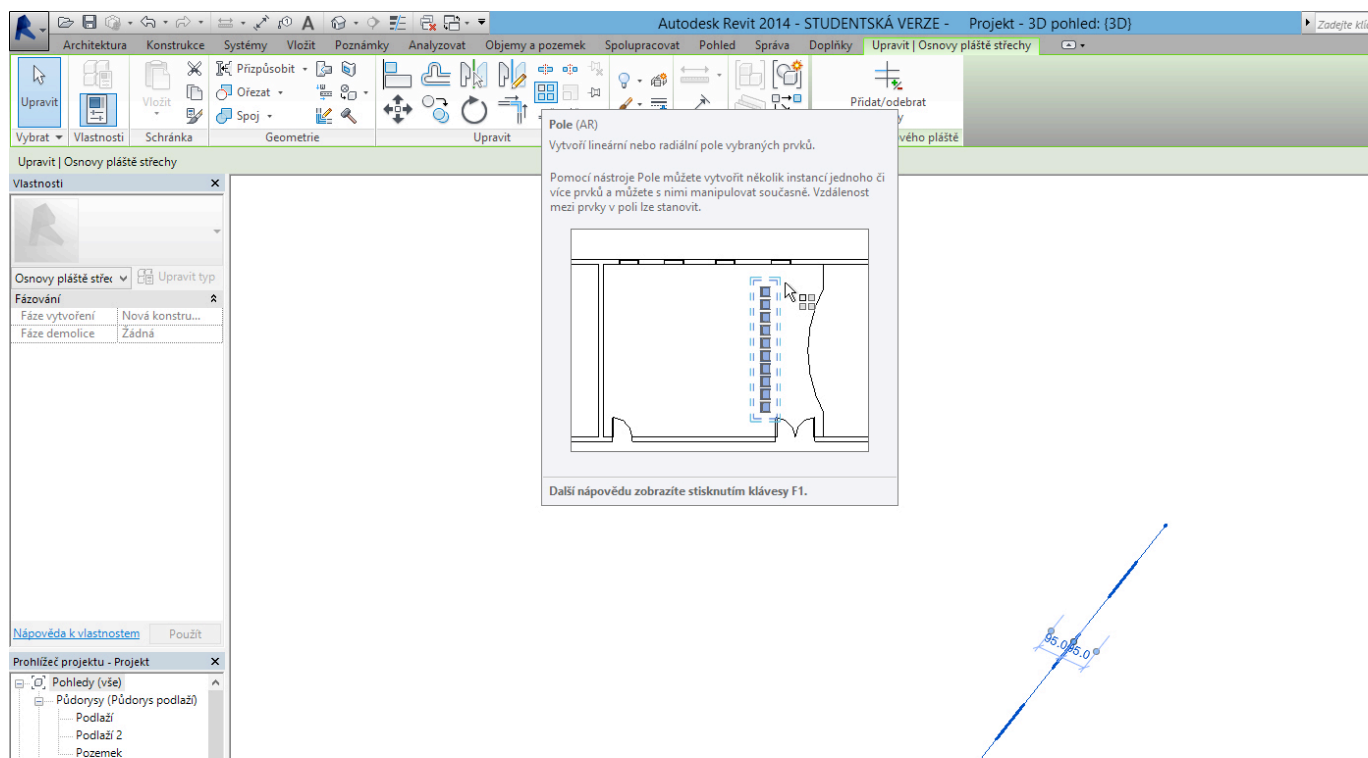 Autodesk Revit 2014 - STUDENTSKÁ VERZE - Projekt - 3D pohled: {3D}
Zadejte klí
Architektura Konstrukce Systémy Vložit Poznámky Analyzovat Objemy a pozemek Spolupracovat Pohled Správa Doplňky Upravit | Osnovy pláště střechy
Upravit
Vložit
Přizpůsobit
Ořezat
Spoj
Přidat/odebrat
y
Vybrat Vlastnosti Schránka Geometrie Upravit ového pláště
Upravit | Osnovy pláště střechy
Pole (AR)
Vytvoří lineární nebo radiální pole vybraných prvků.
Pomocí nástroje Pole můžete vytvořit několik instancí jednoho či
více prvků a můžete s nimi manipulovat současně. Vzdálenost
mezi prvky v poli lze stanovit.
Další nápovědu zobrazíte stisknutím klávesy F1.
Vlastnosti
Osnovy pláště střec Upravit typ
Fázování
Fáze vytvoření Nová konstru...
Fáze demolice Žádná
Nápověda k vlastnostem Použít
Prohlížeč projektu - Projekt
Pohledy (vše)
Půdorysy (Půdorys podlaží)
Podlaží
Podlaží 2
Pozemek
95.0